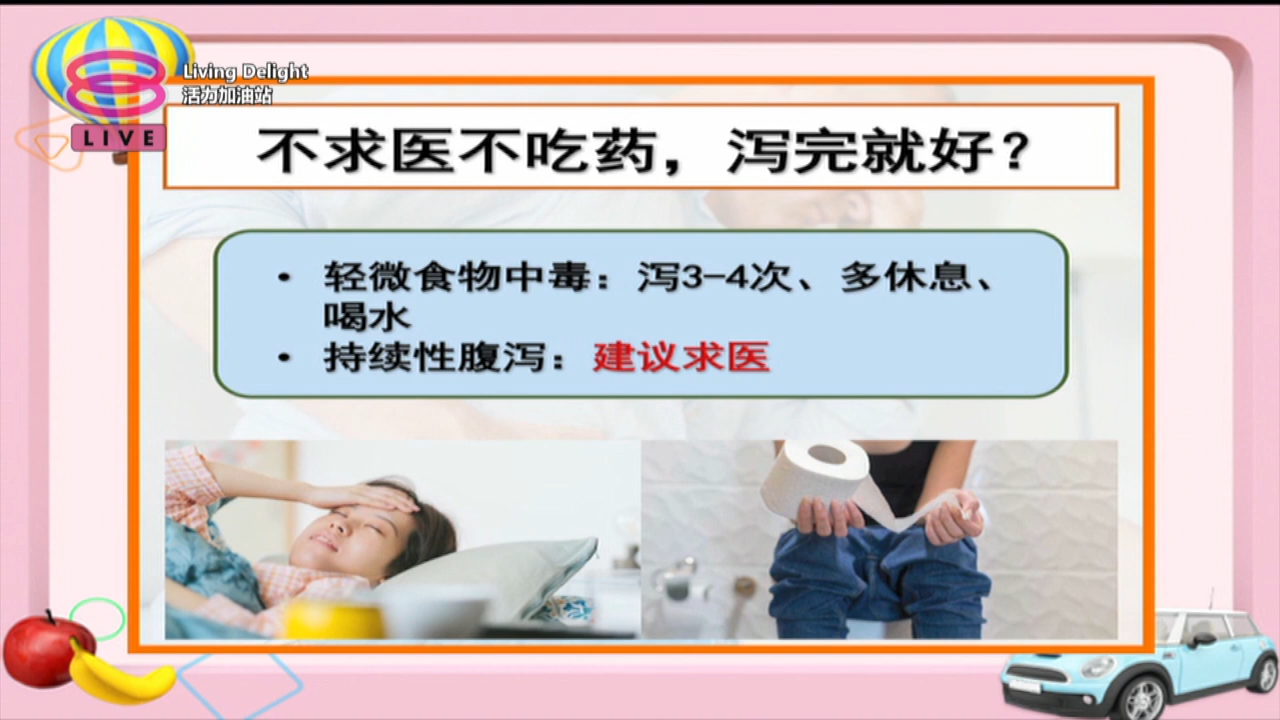 Living Delight
活力加油站
LIVE
不求医不吃药，泻完就好？
• 轻微食物中毒：泻3-4次、多休息、
喝水
• 持续性腹泻：建议求医